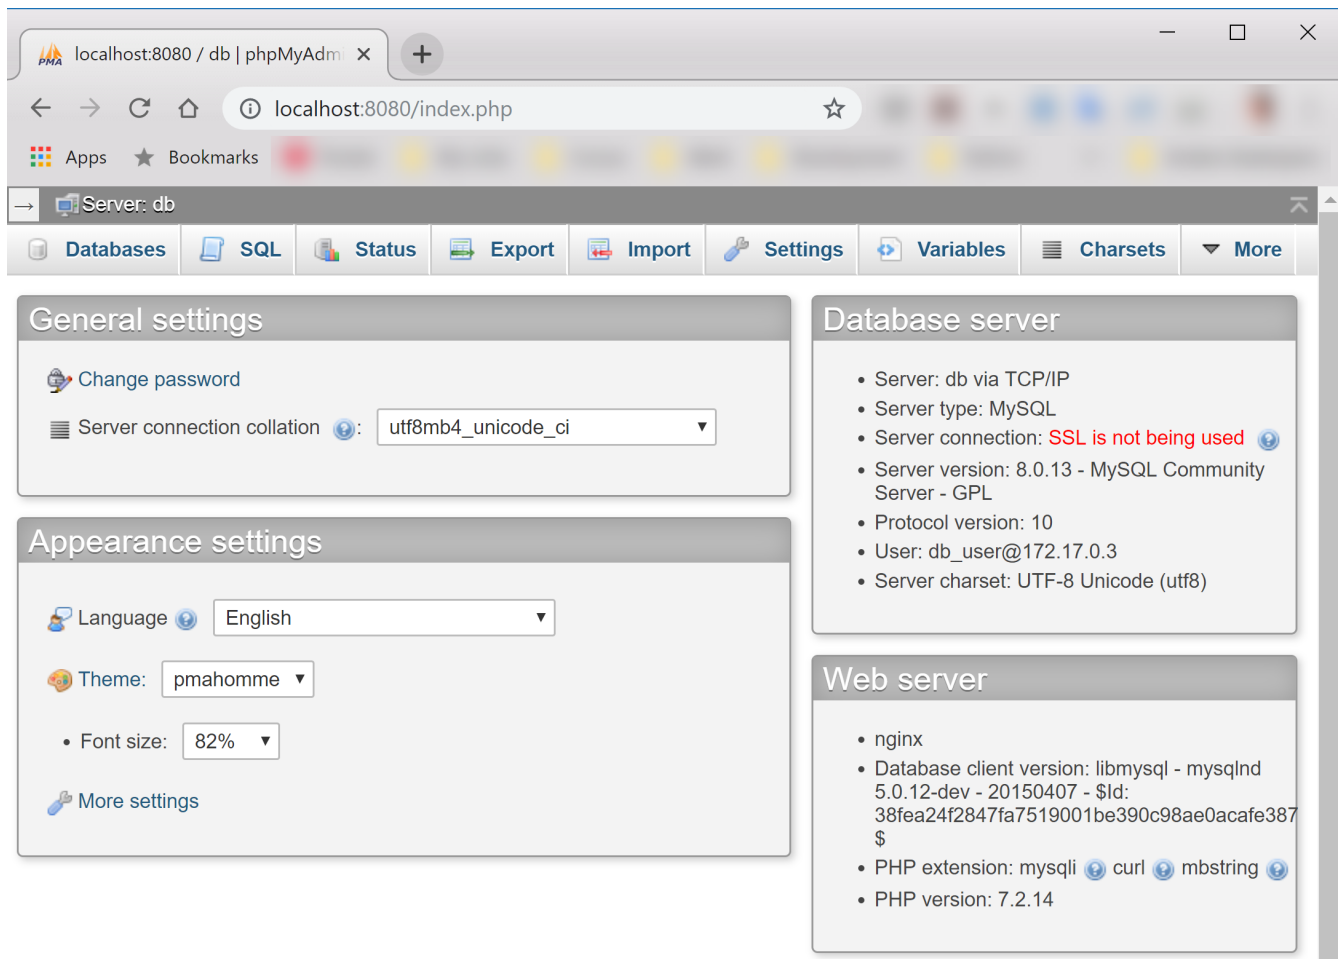 PMA localhost:8080 / db | phpMyAdm
localhost:8080/index.php
Apps Bookmarks
Server: db
Databases SQL Status Export Import Settings Variables Charsets More
General settings
Change password
Server connection collation : utf8mb4_unicode_ci
Appearance settings
Language English
Theme: pmahomme
• Font size: 82%
More settings
Database server
• Server: db via TCP/IP
• Server type: MySQL
• Server connection: SSL is not being used
• Server version: 8.0.13 - MySQL Community
Server - GPL
• Protocol version: 10
• User: db_user@172.17.0.3
• Server charset: UTF-8 Unicode (utf8)
Web server
• nginx
• Database client version: libmysql - mysqlnd
5.0.12-dev - 20150407 - $Id:
38fea24f2847fa7519001be390c98ae0acafe387
$
• PHP extension: mysqli curl mbstring
• PHP version: 7.2.14